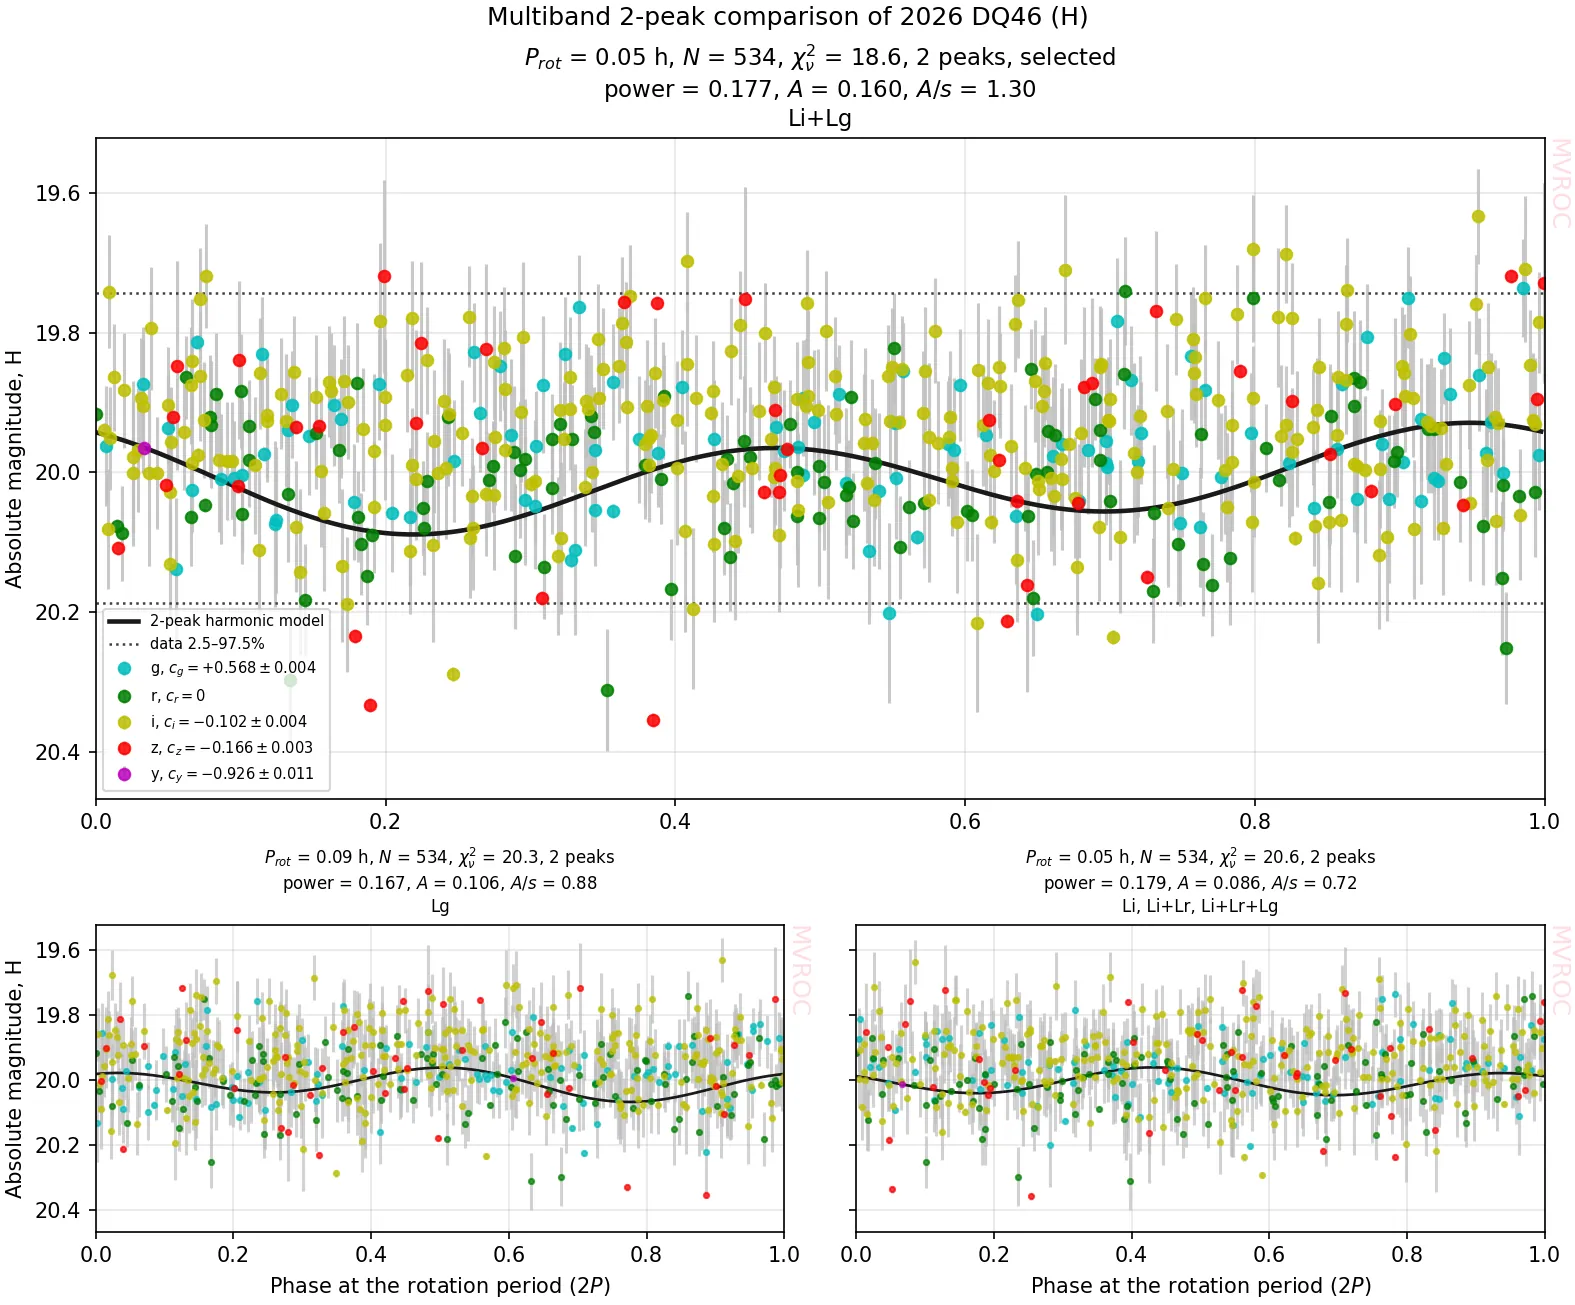 Multiband 2-peak comparison of 2026 DQ46 (H)
P_rot = 0.05 h, N = 534, χ²_ν = 18.6, 2 peaks, selected
power = 0.177, A = 0.160, A/s = 1.30
Li+Lg
MVROC
Absolute magnitude, H
19.6
19.8
20.0
20.2
20.4
2-peak harmonic model
data 2.5–97.5%
g, c_g = +0.568 ± 0.004
r, c_r = 0
i, c_i = −0.102 ± 0.004
z, c_z = −0.166 ± 0.003
y, c_y = −0.926 ± 0.011
0.0 0.2 0.4 0.6 0.8 1.0
P_rot = 0.09 h, N = 534, χ²_ν = 20.3, 2 peaks
power = 0.167, A = 0.106, A/s = 0.88
Lg
MVROC
Absolute magnitude, H
19.6
19.8
20.0
20.2
20.4
0.0 0.2 0.4 0.6 0.8 1.0
Phase at the rotation period (2P)
P_rot = 0.05 h, N = 534, χ²_ν = 20.6, 2 peaks
power = 0.179, A = 0.086, A/s = 0.72
Li, Li+Lr, Li+Lr+Lg
MVROC
0.0 0.2 0.4 0.6 0.8 1.0
Phase at the rotation period (2P)